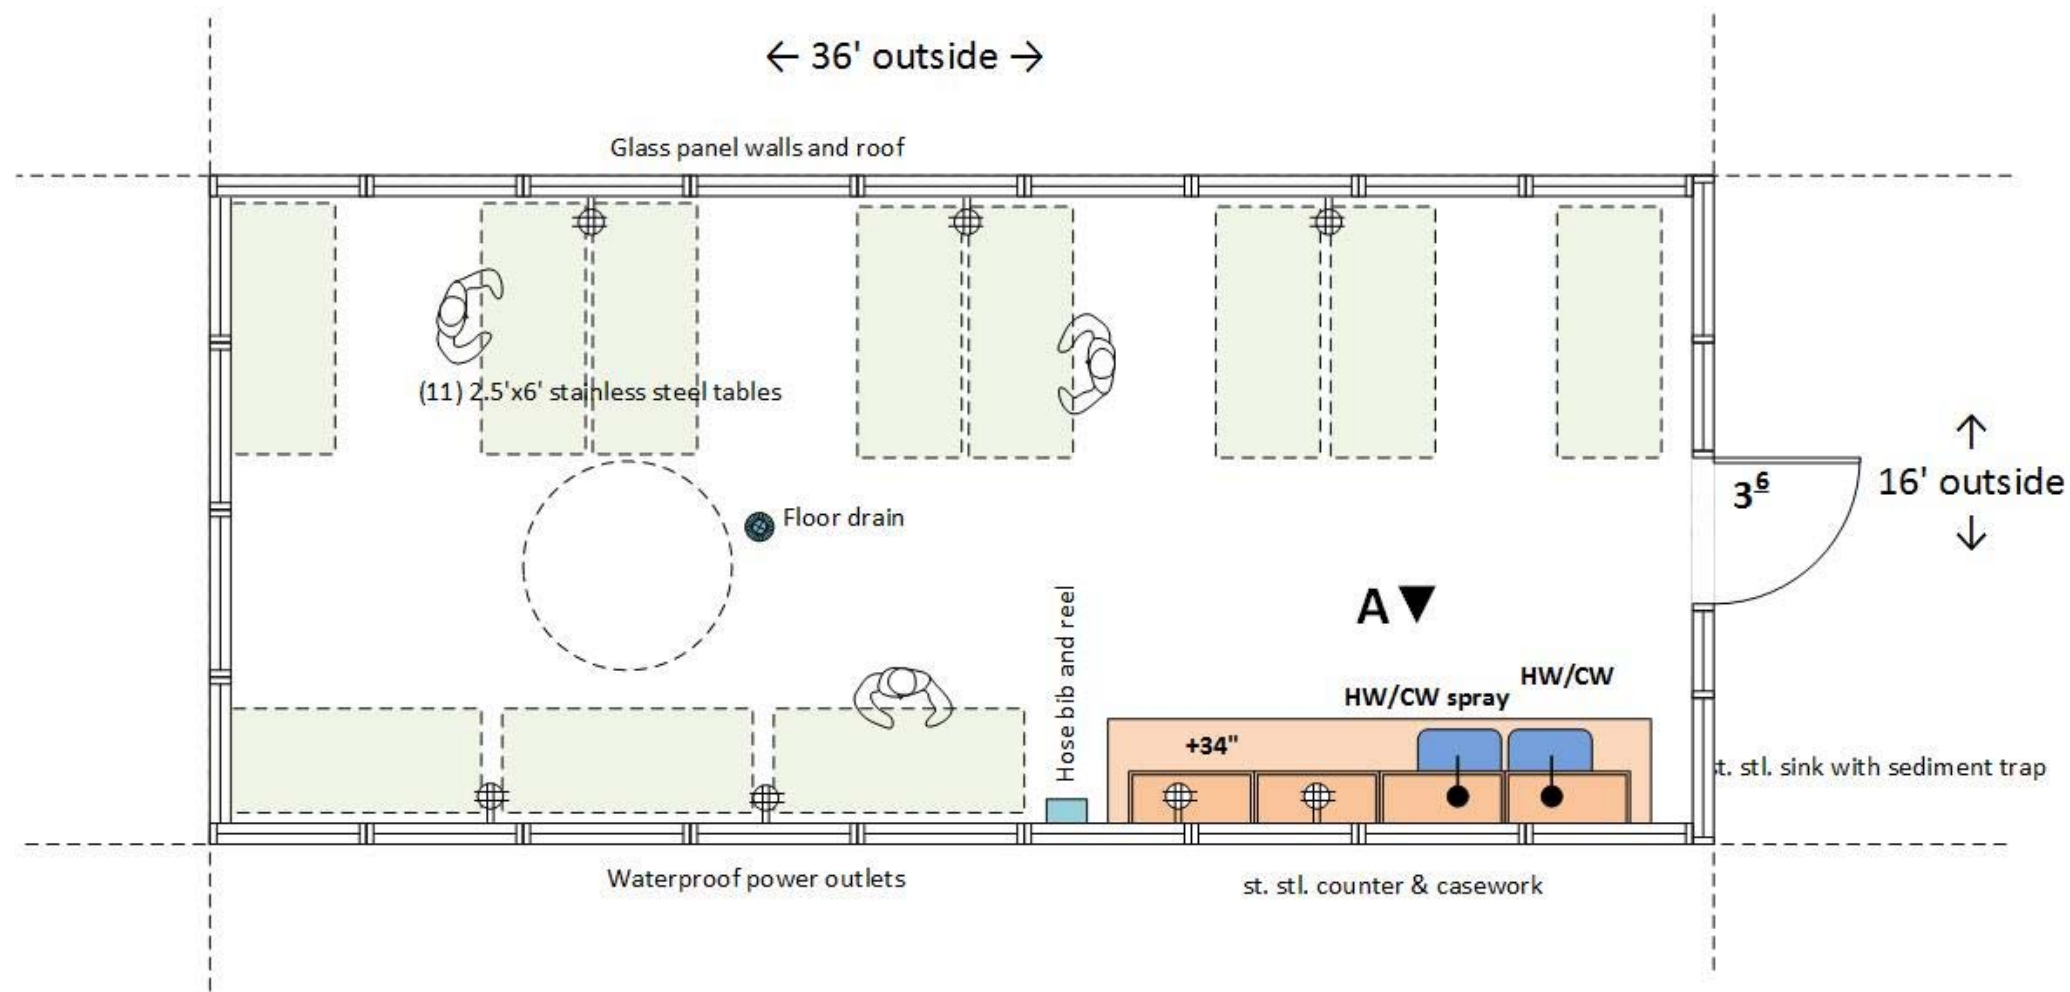 ← 36' outside →
Glass panel walls and roof
(11) 2.5'x6' stainless steel tables
Floor drain
3⁶
↑
16' outside
↓
Hose bib and reel
A ▼
HW/CW
HW/CW spray
+34"
t. stl. sink with sediment trap
Waterproof power outlets
st. stl. counter & casework